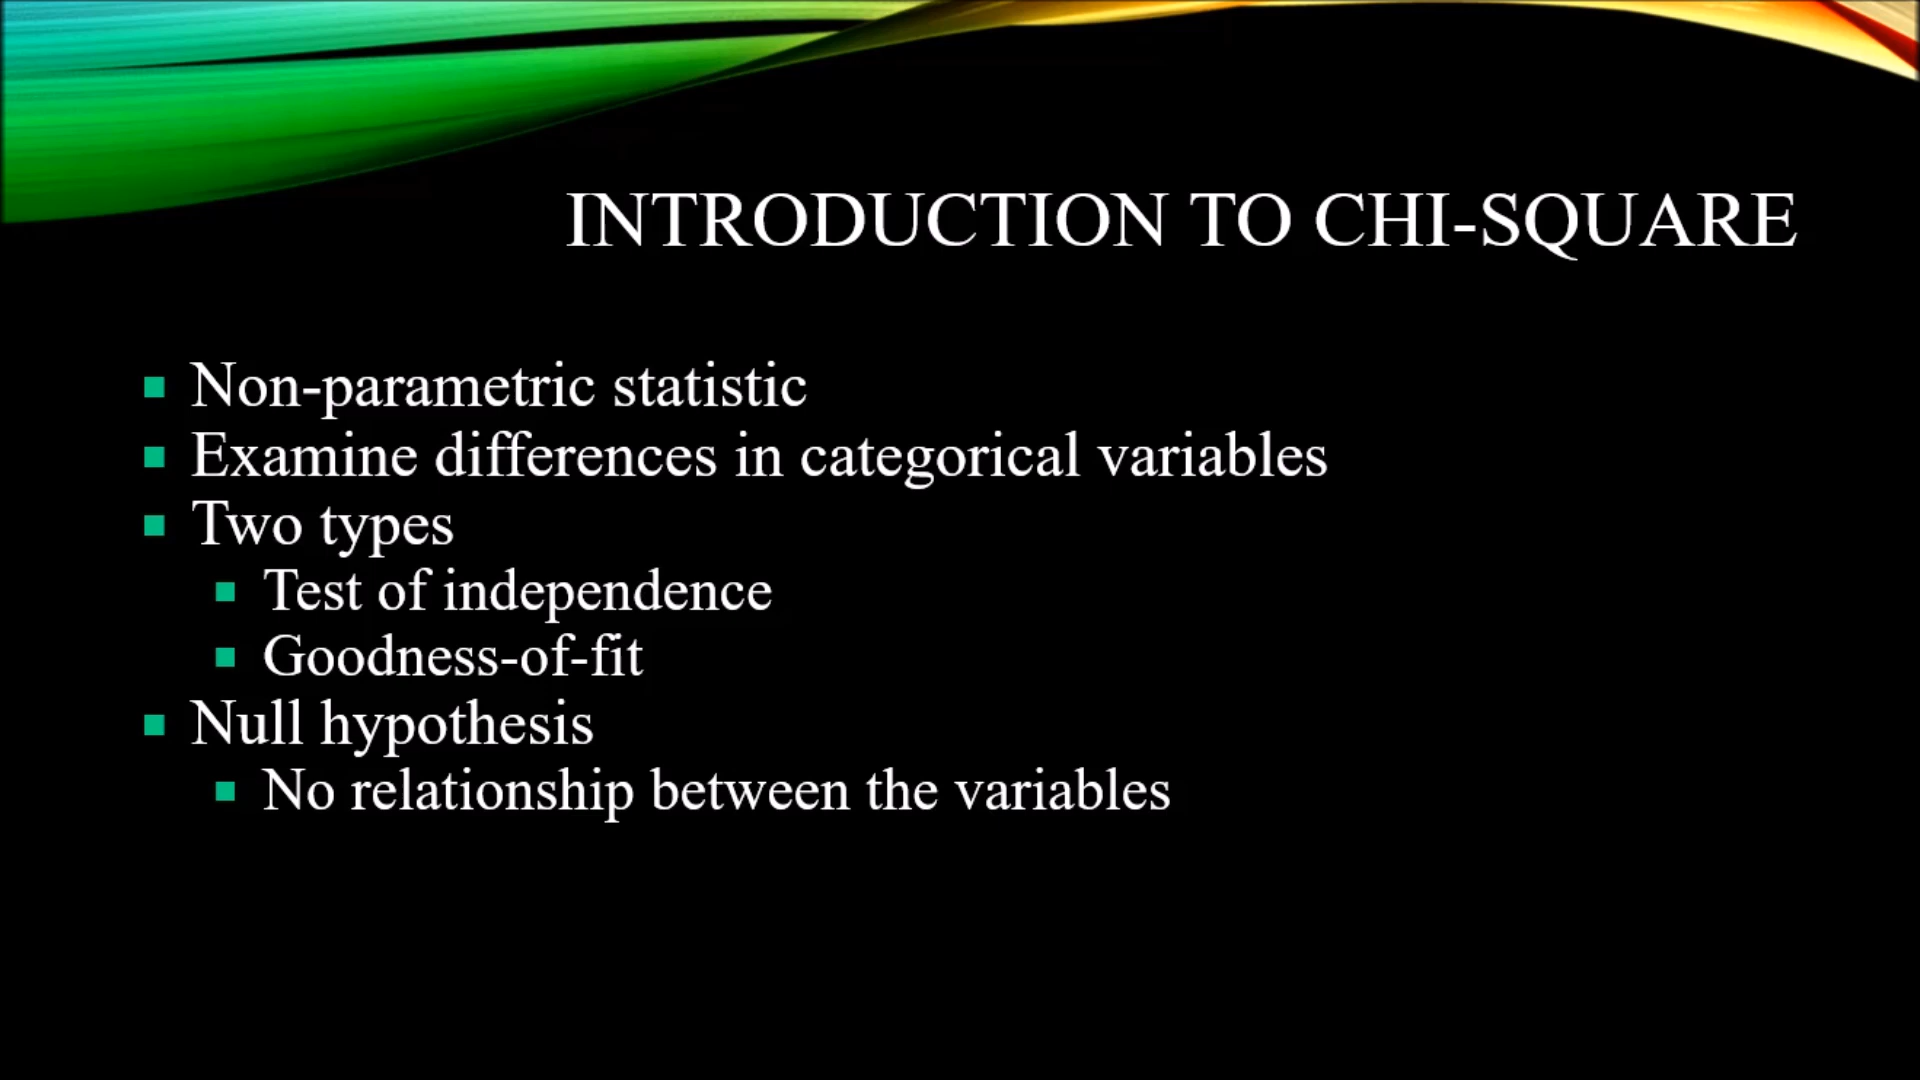 INTRODUCTION TO CHI-SQUARE
Non-parametric statistic
Examine differences in categorical variables
Two types
Test of independence
Goodness-of-fit
Null hypothesis
No relationship between the variables